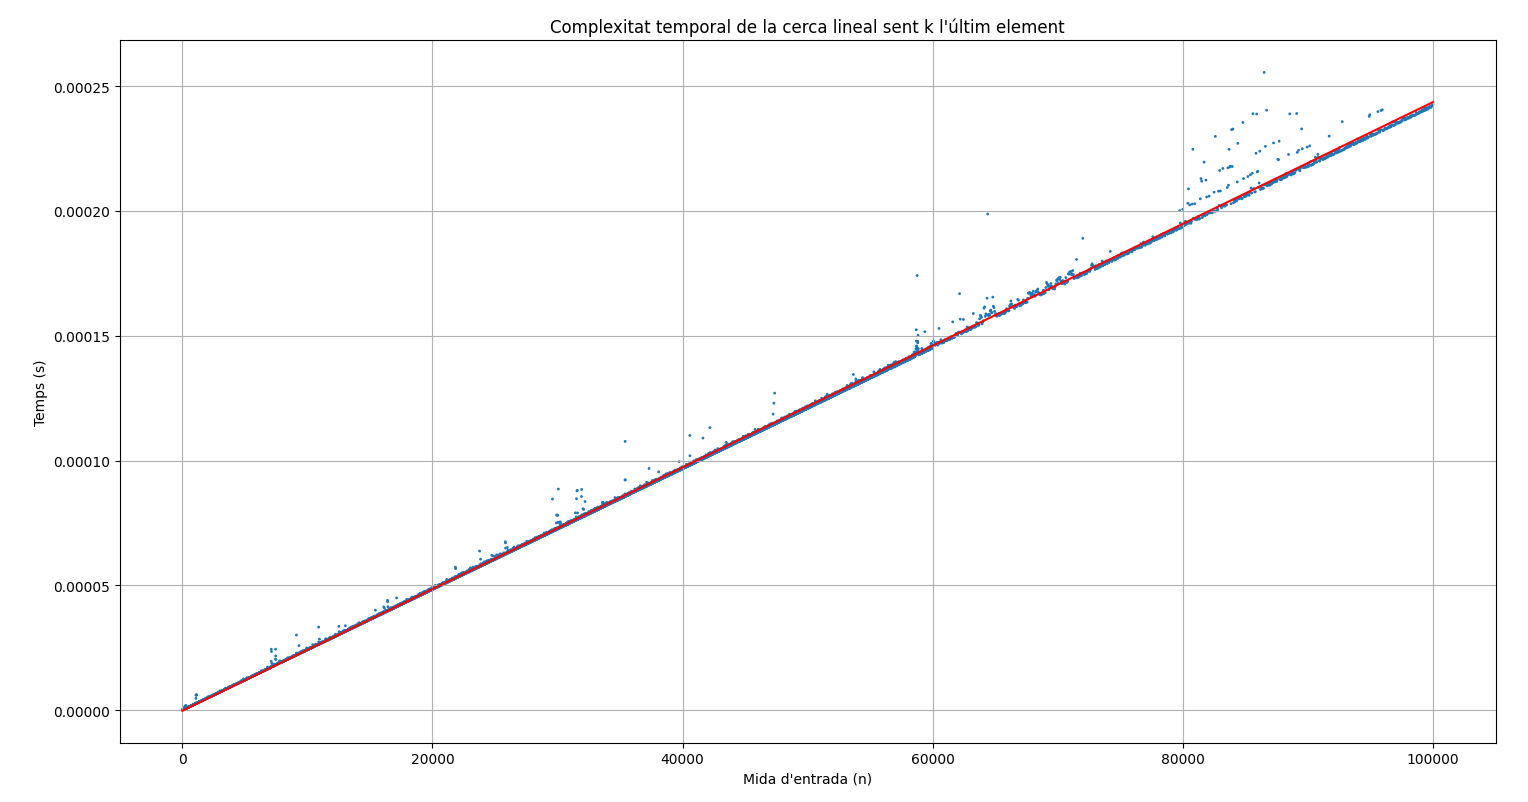 Complexitat temporal de la cerca lineal sent k l'últim element
0.00025
0.00020
0.00015
0.00010
0.00005
0.00000
Temps (s)
0 20000 40000 60000 80000 100000
Mida d'entrada (n)